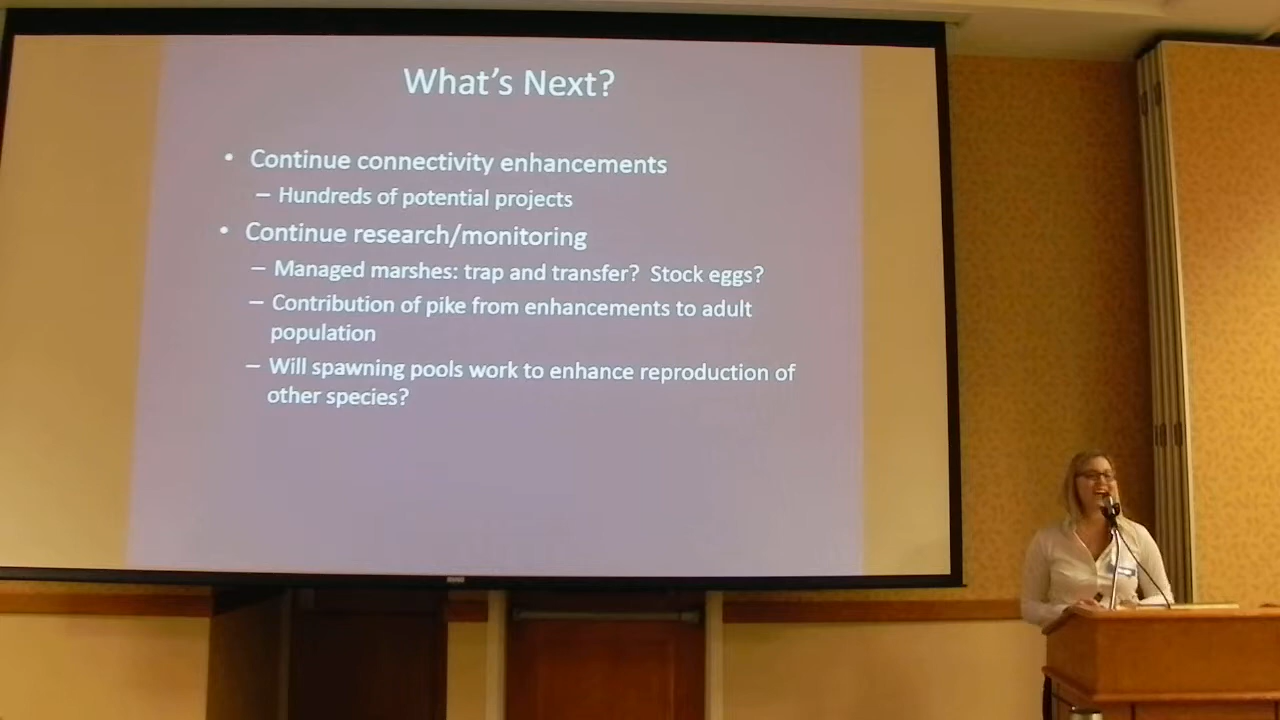 What's Next?
• Continue connectivity enhancements
– Hundreds of potential projects
• Continue research/monitoring
– Managed marshes: trap and transfer?  Stock eggs?
– Contribution of pike from enhancements to adult
population
– Will spawning pools work to enhance reproduction of
other species?